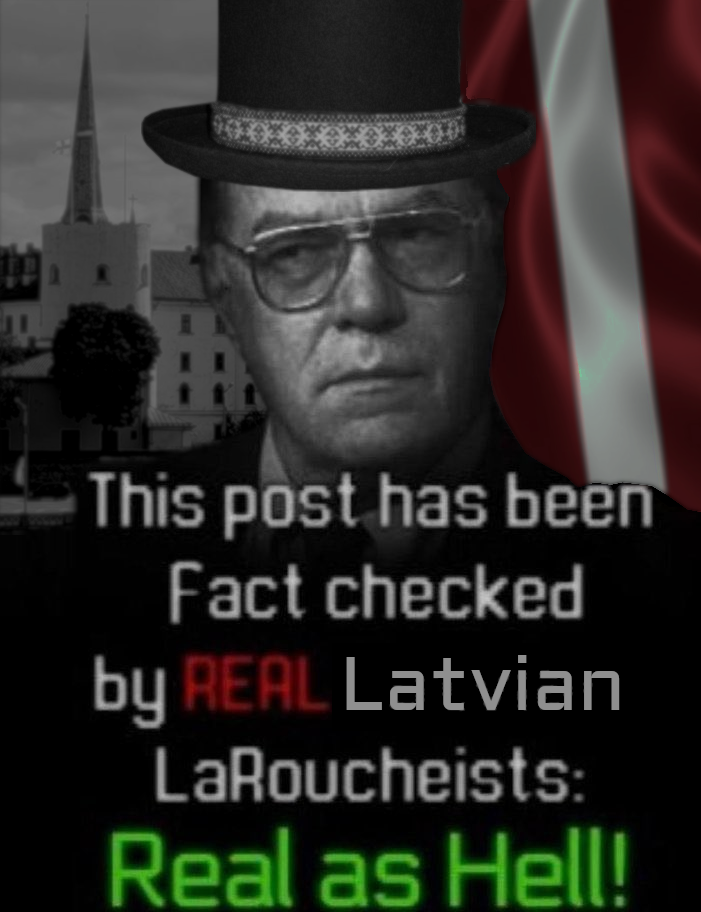 This post has been
Fact checked
by REAL Latvian
LaRoucheists:
Real as Hell!